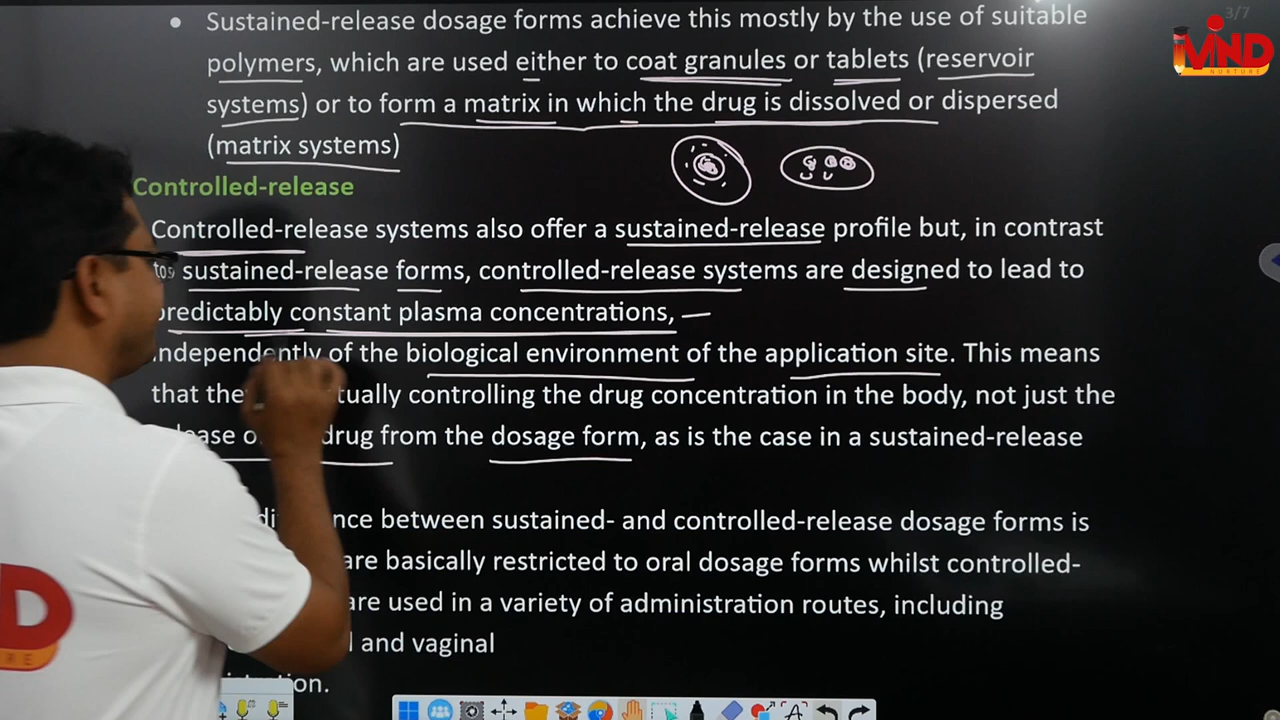 3/7
MIND
NURTURE
• Sustained-release dosage forms achieve this mostly by the use of suitable
polymers, which are used either to coat granules or tablets (reservoir
systems) or to form a matrix in which the drug is dissolved or dispersed
(matrix systems)
Controlled-release
Controlled-release systems also offer a sustained-release profile but, in contrast
to sustained-release forms, controlled-release systems are designed to lead to
predictably constant plasma concentrations,
independently of the biological environment of the application site. This means
that controlling the drug concentration in the body, not just the
drug from the dosage form, as is the case in a sustained-release
between sustained- and controlled-release dosage forms is
are basically restricted to oral dosage forms whilst controlled-
are used in a variety of administration routes, including
and vaginal